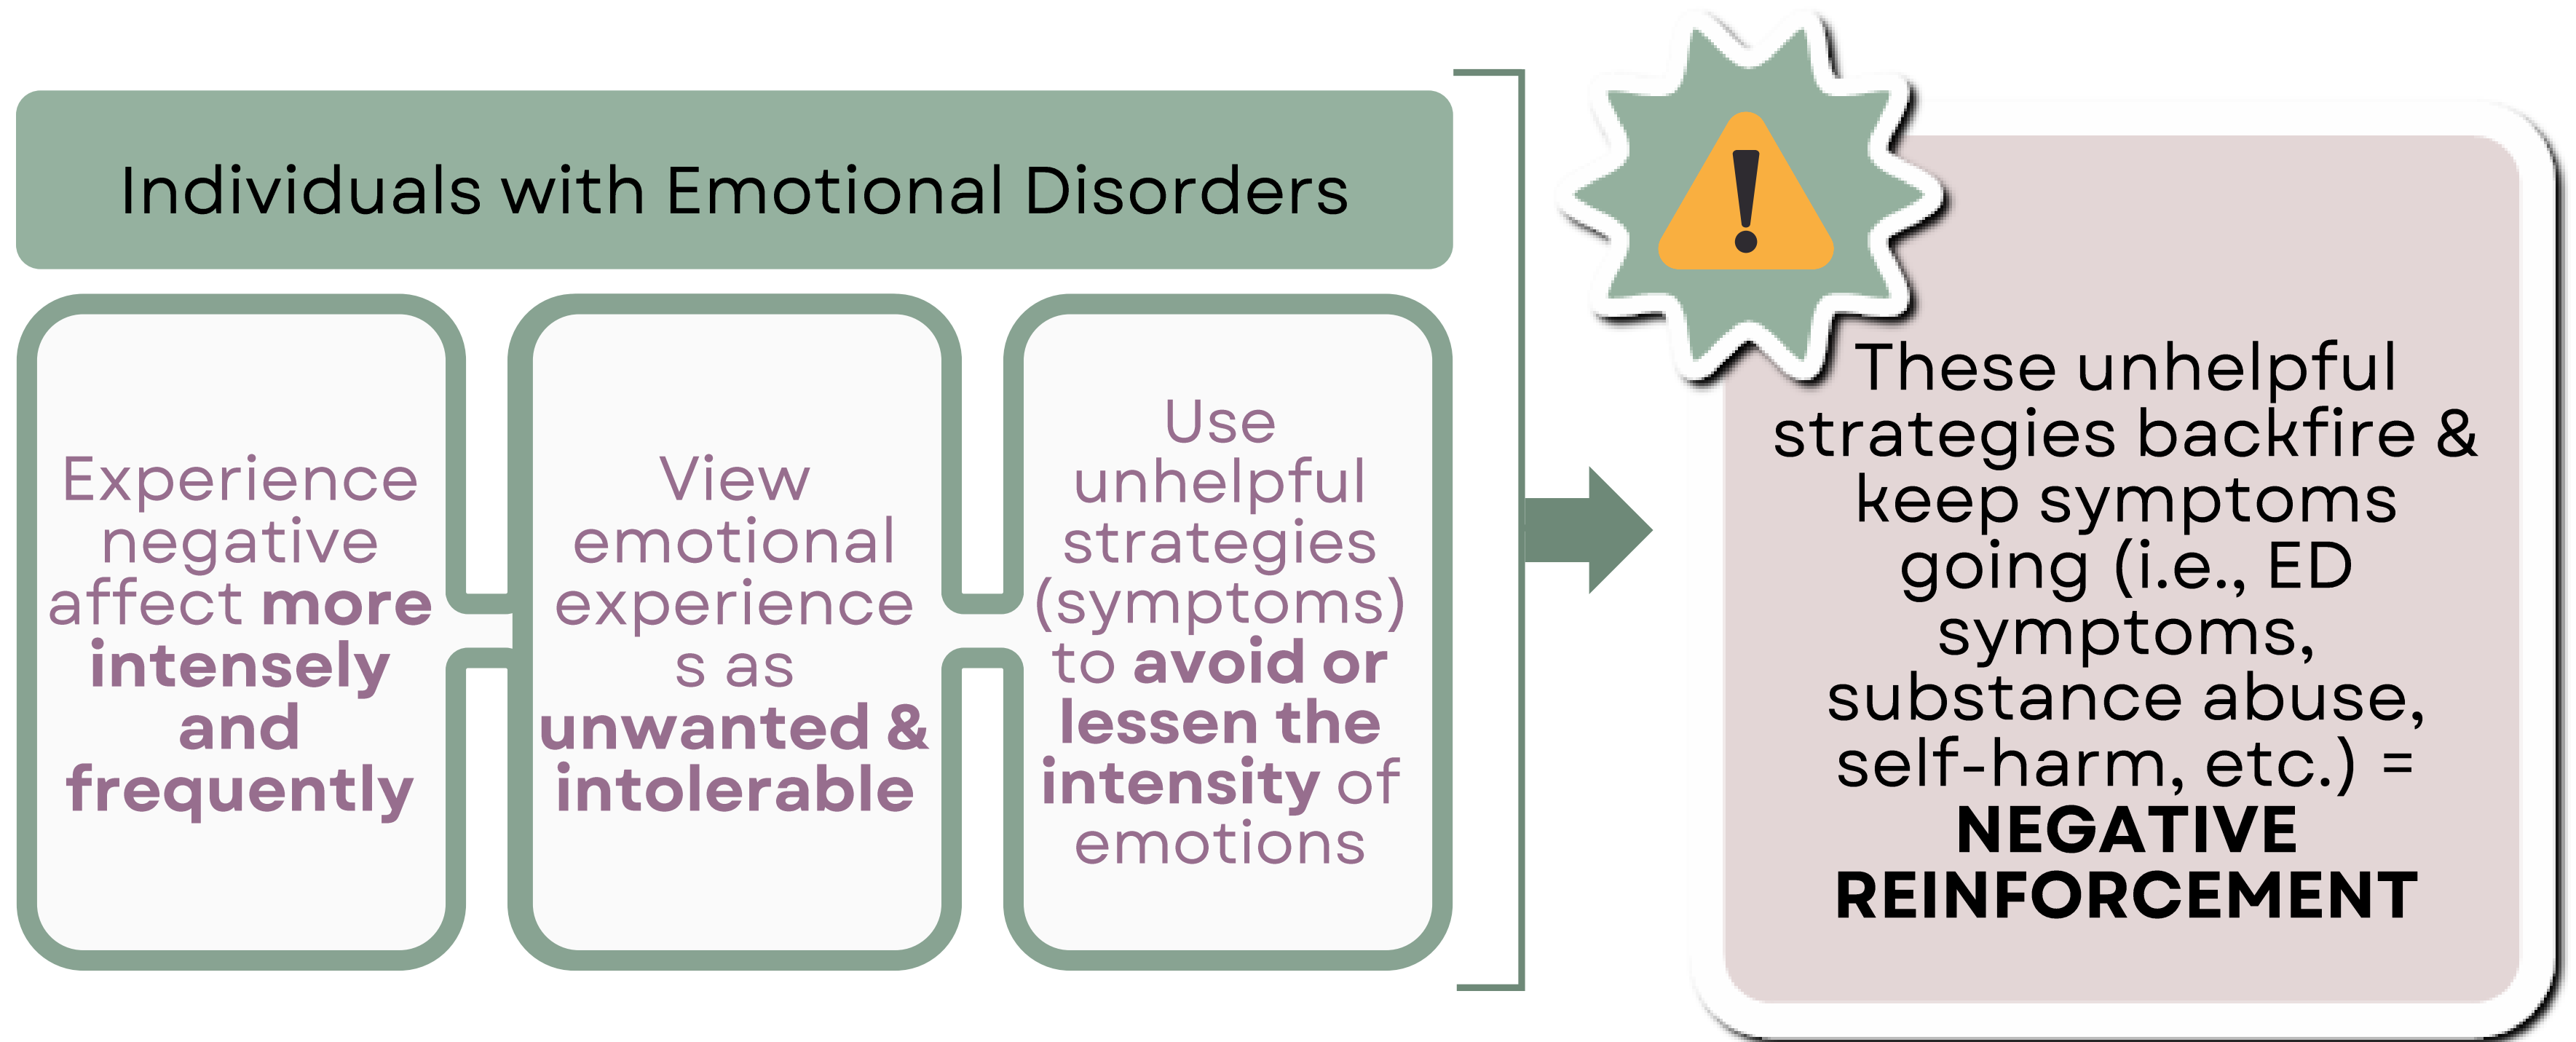 Individuals with Emotional Disorders
Experience
negative
affect more
intensely
and
frequently
View
emotional
experience
s as
unwanted &
intolerable
Use
unhelpful
strategies
(symptoms)
to avoid or
lessen the
intensity of
emotions
These unhelpful
strategies backfire &
keep symptoms
going (i.e., ED
symptoms,
substance abuse,
self-harm, etc.) =
NEGATIVE
REINFORCEMENT